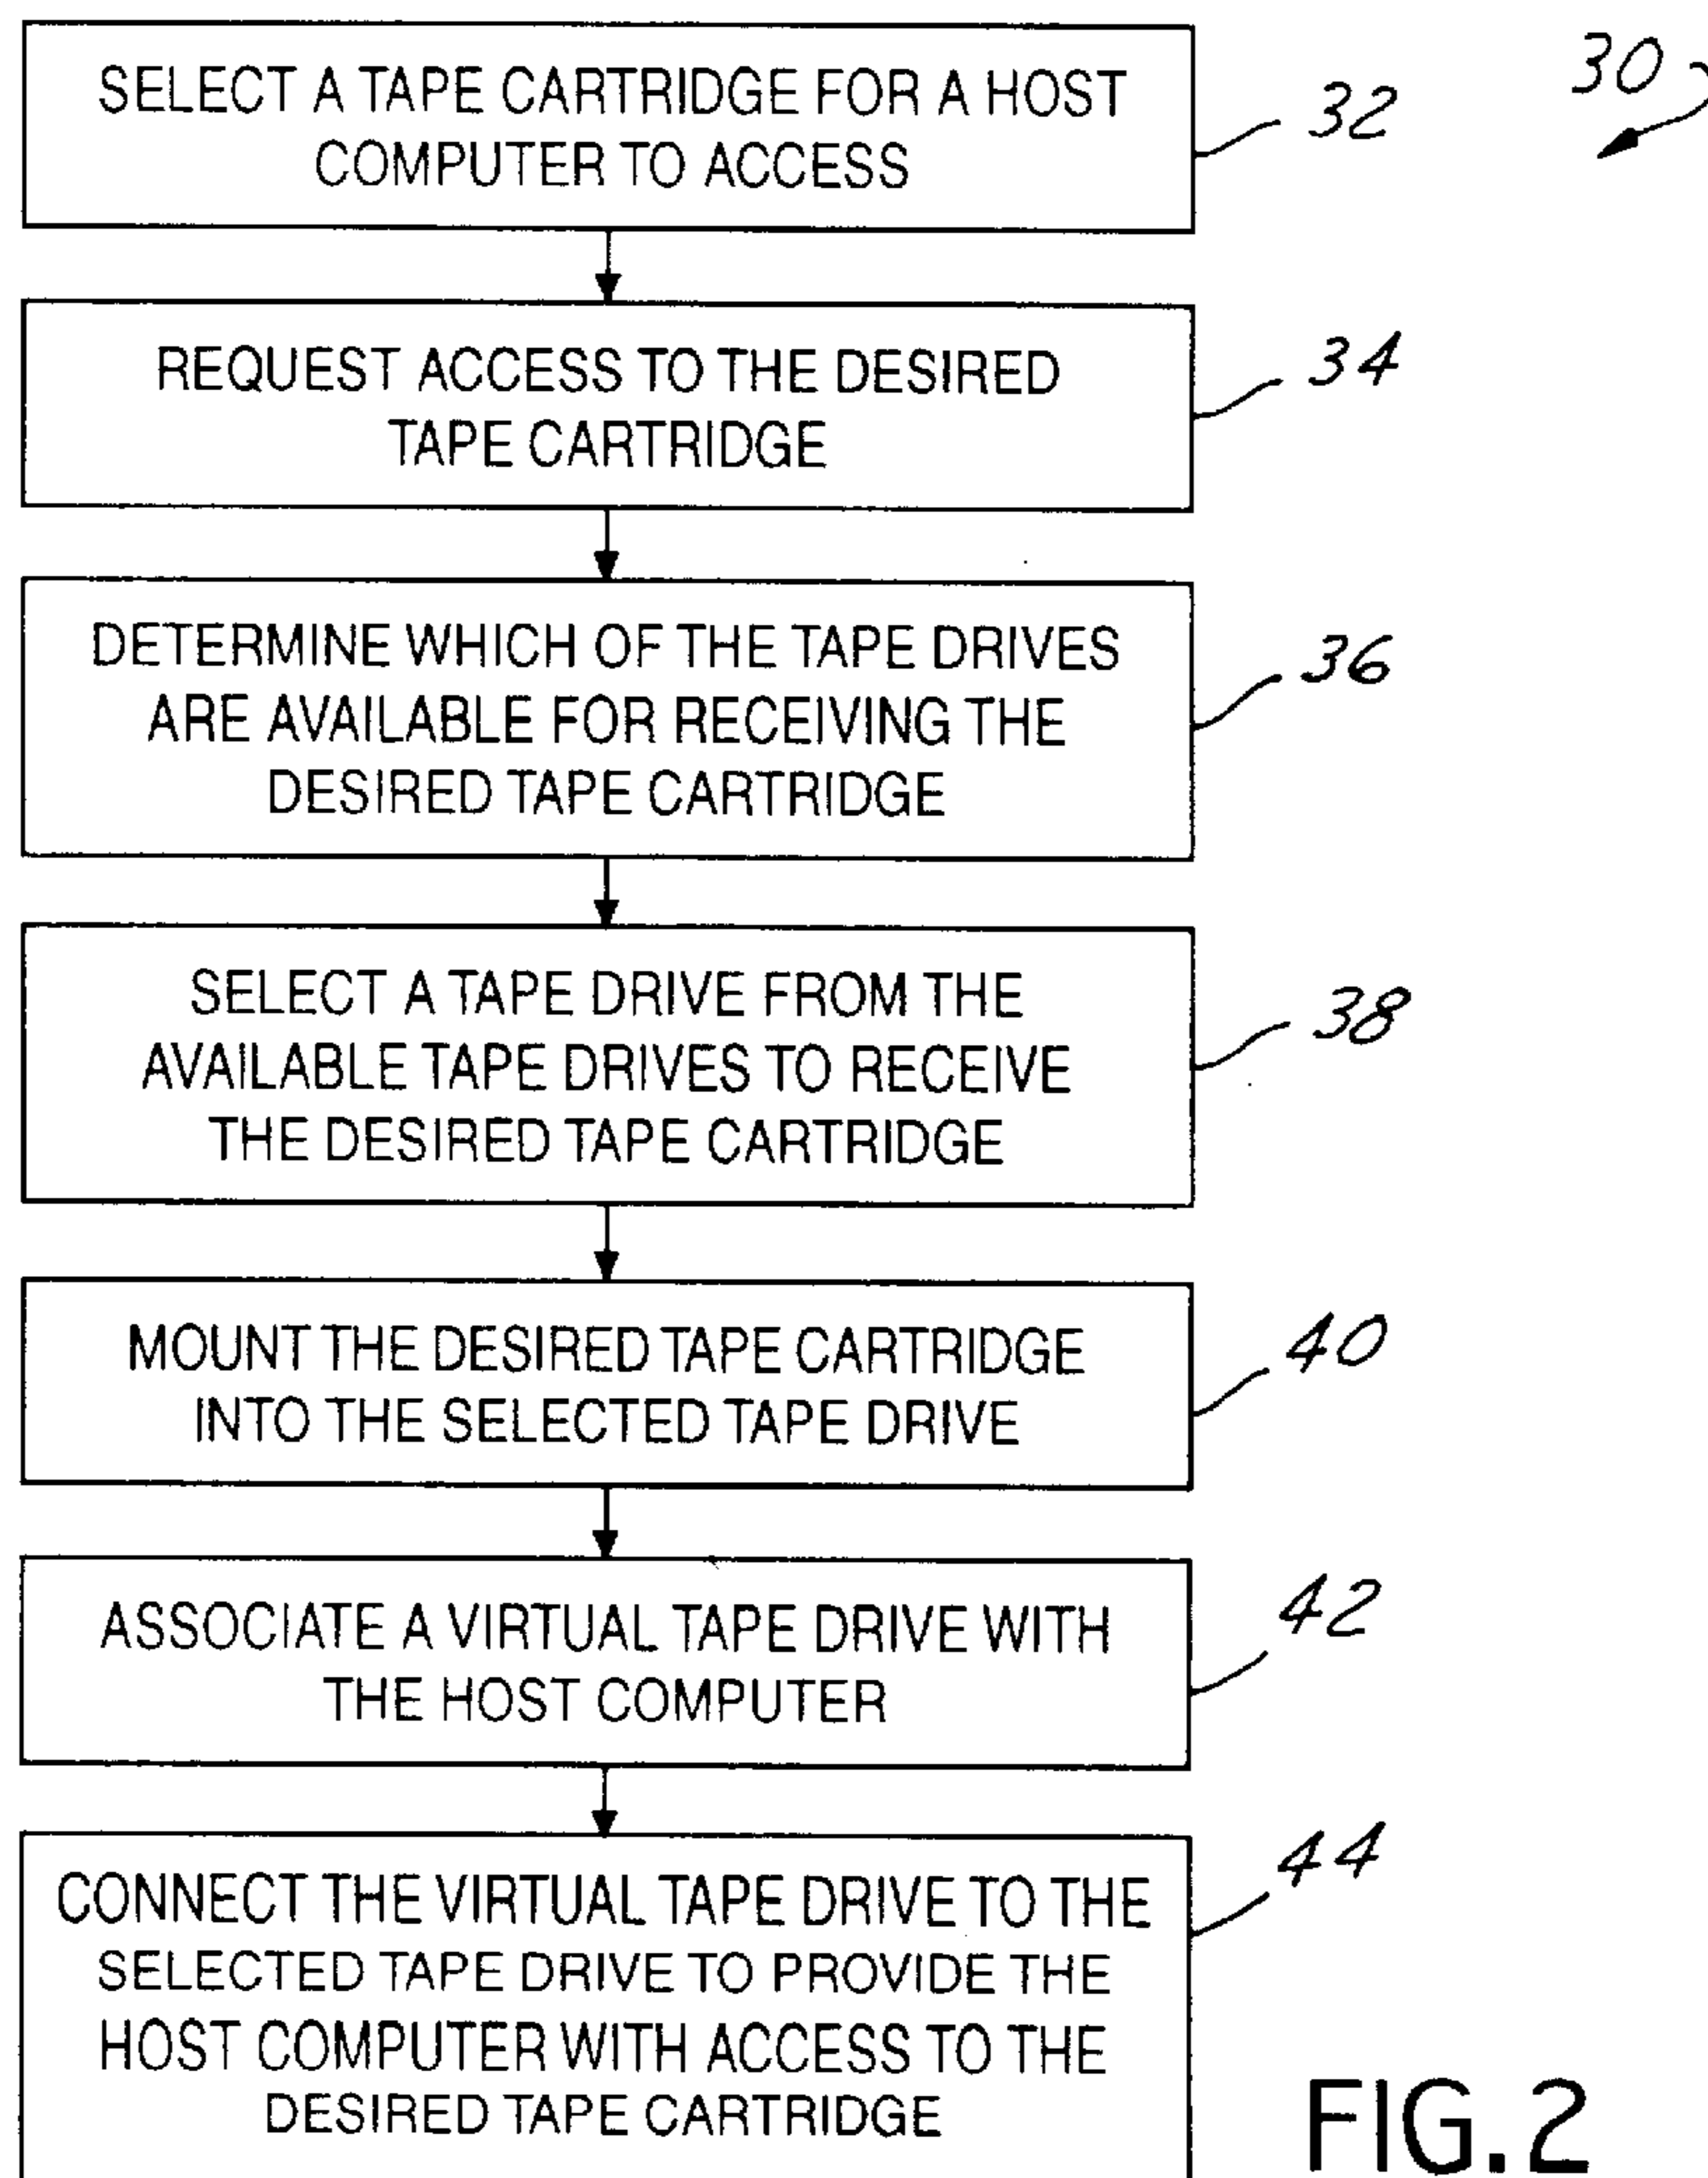 30
SELECT A TAPE CARTRIDGE FOR A HOST
COMPUTER TO ACCESS
32
REQUEST ACCESS TO THE DESIRED
TAPE CARTRIDGE
34
DETERMINE WHICH OF THE TAPE DRIVES
ARE AVAILABLE FOR RECEIVING THE
DESIRED TAPE CARTRIDGE
36
SELECT A TAPE DRIVE FROM THE
AVAILABLE TAPE DRIVES TO RECEIVE
THE DESIRED TAPE CARTRIDGE
38
MOUNT THE DESIRED TAPE CARTRIDGE
INTO THE SELECTED TAPE DRIVE
40
ASSOCIATE A VIRTUAL TAPE DRIVE WITH
THE HOST COMPUTER
42
CONNECT THE VIRTUAL TAPE DRIVE TO THE
SELECTED TAPE DRIVE TO PROVIDE THE
HOST COMPUTER WITH ACCESS TO THE
DESIRED TAPE CARTRIDGE
44
FIG.2